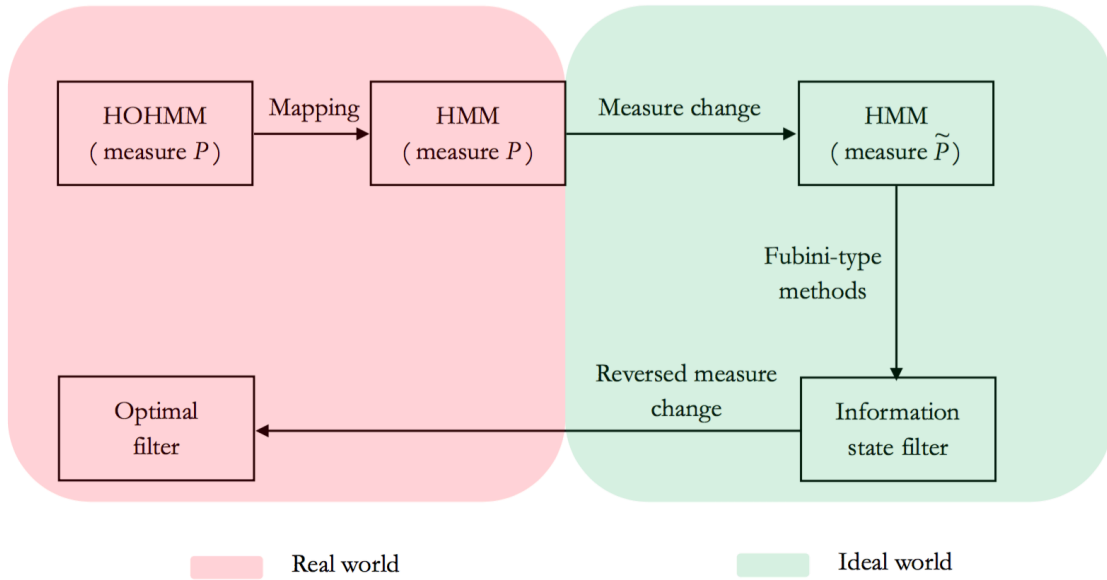 HOHMM
( measure P )
Mapping
HMM
( measure P )
Measure change
HMM
( measure P̃ )
Fubini-type
methods
Reversed measure
change
Optimal
filter
Information
state filter
Real world
Ideal world